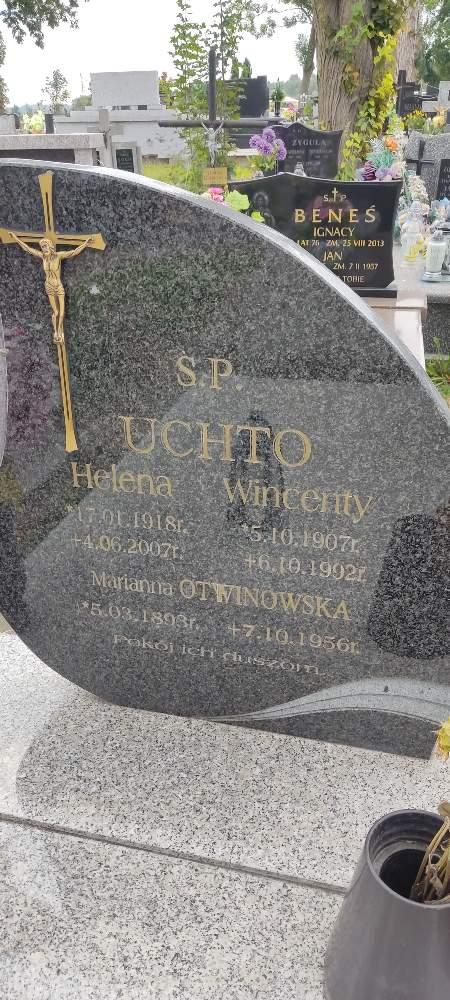 ŻYGUŁA
Ś.†P.
BENEŚ
IGNACY
LAT 76 ZM. 25 VIII 2013
JAN
ZM. 7 II 1957
TOBIE
Ś.P.
UCHTO
Helena Wincenty
*17.01.1918r. *5.10.1907r.
+4.06.2007r. +6.10.1992r.
Marianna OTWINOWSKA
*5.03.1893r. +7.10.1956r.
Pokój ich duszom.